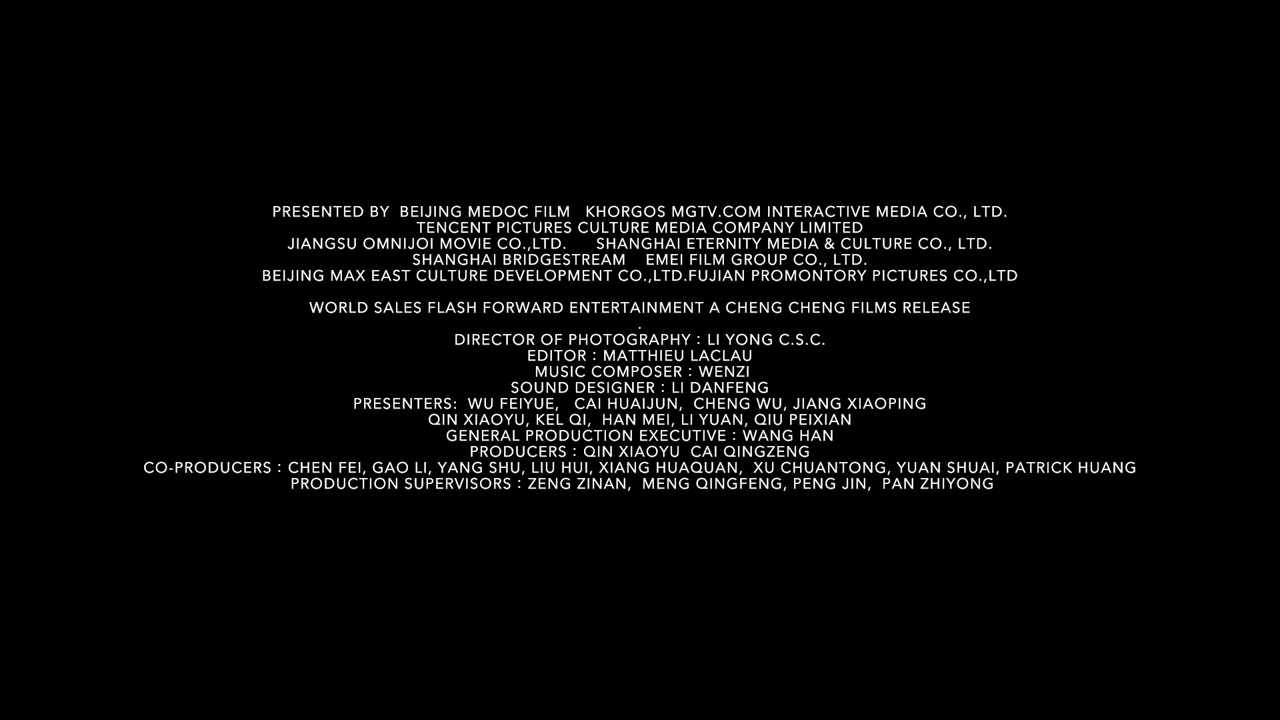 PRESENTED BY  BEIJING MEDOC FILM   KHORGOS MGTV.COM INTERACTIVE MEDIA CO., LTD.
TENCENT PICTURES CULTURE MEDIA COMPANY LIMITED
JIANGSU OMNIJOI MOVIE CO.,LTD.      SHANGHAI ETERNITY MEDIA & CULTURE CO., LTD.
SHANGHAI BRIDGESTREAM    EMEI FILM GROUP CO., LTD.
BEIJING MAX EAST CULTURE DEVELOPMENT CO.,LTD.FUJIAN PROMONTORY PICTURES CO.,LTD
WORLD SALES FLASH FORWARD ENTERTAINMENT A CHENG CHENG FILMS RELEASE
.
DIRECTOR OF PHOTOGRAPHY : LI YONG C.S.C.
EDITOR : MATTHIEU LACLAU
MUSIC COMPOSER : WENZI
SOUND DESIGNER : LI DANFENG
PRESENTERS:  WU FEIYUE,   CAI HUAIJUN,  CHENG WU, JIANG XIAOPING
QIN XIAOYU, KEL QI,  HAN MEI, LI YUAN, QIU PEIXIAN
GENERAL PRODUCTION EXECUTIVE : WANG HAN
PRODUCERS : QIN XIAOYU  CAI QINGZENG
CO-PRODUCERS : CHEN FEI, GAO LI, YANG SHU, LIU HUI, XIANG HUAQUAN,  XU CHUANTONG, YUAN SHUAI, PATRICK HUANG
PRODUCTION SUPERVISORS : ZENG ZINAN,  MENG QINGFENG, PENG JIN,  PAN ZHIYONG